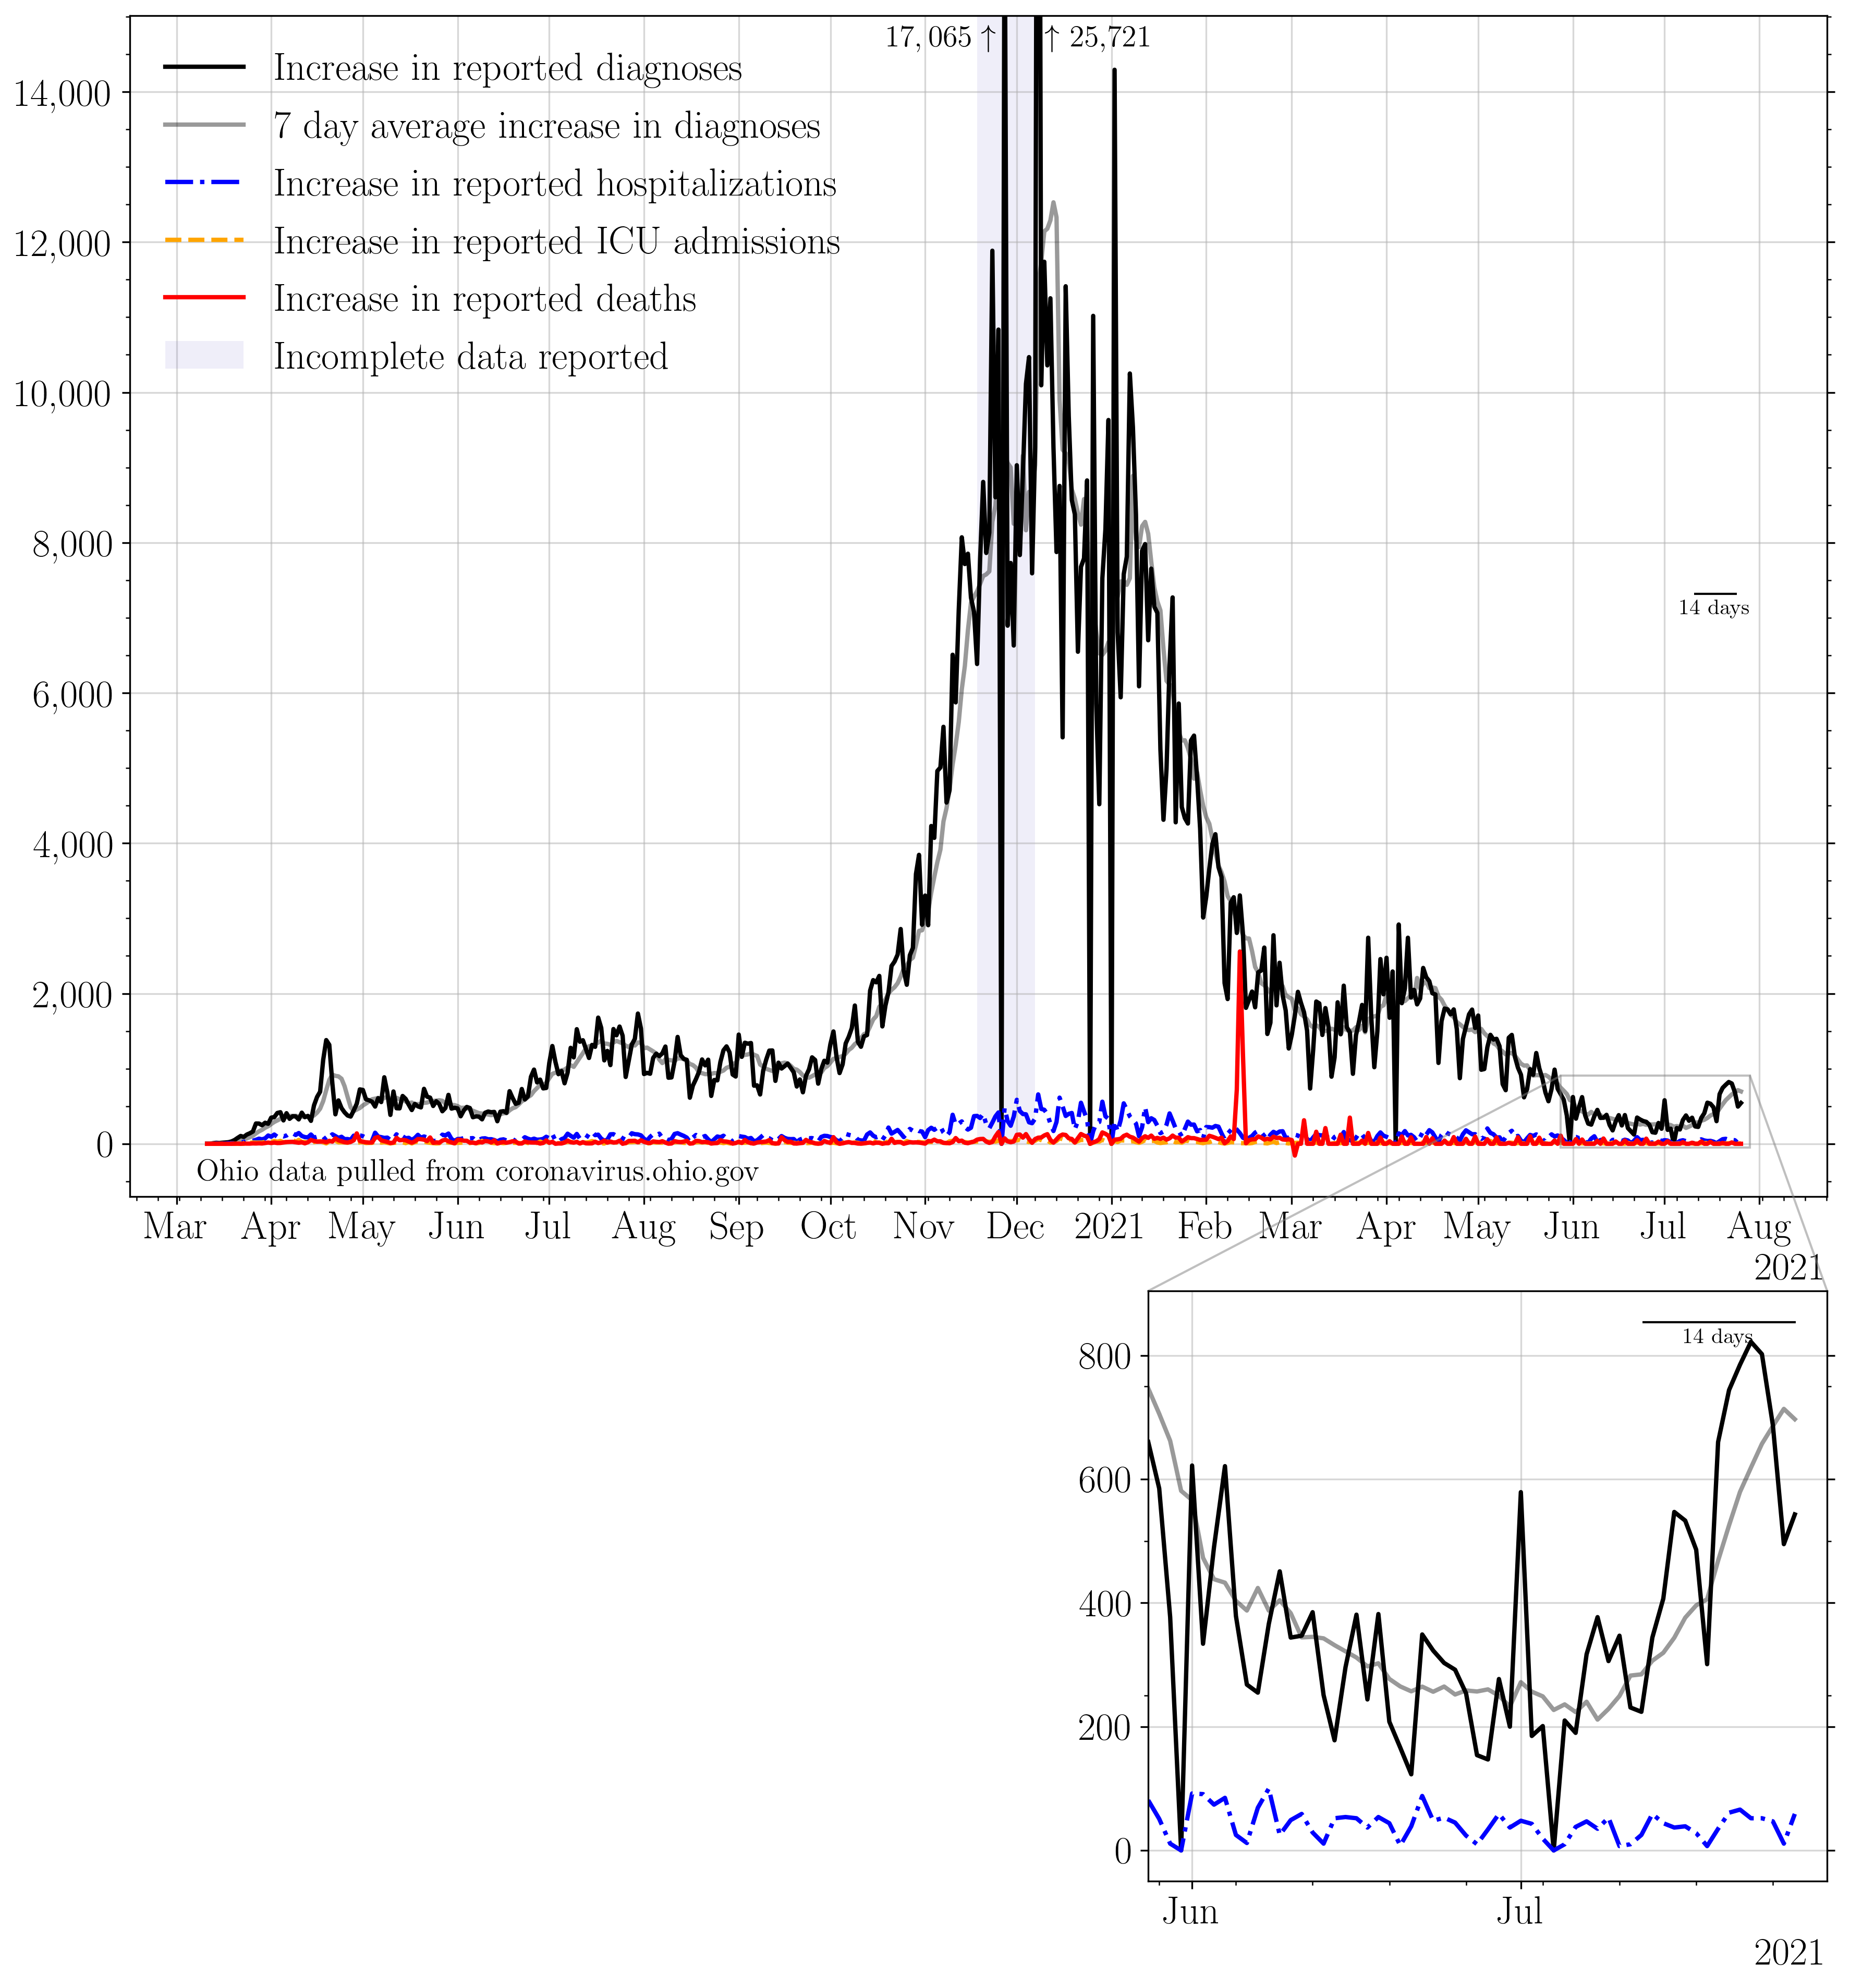 17,065 ↑ ↑ 25,721
Increase in reported diagnoses
7 day average increase in diagnoses
Increase in reported hospitalizations
Increase in reported ICU admissions
Increase in reported deaths
Incomplete data reported
14,000
12,000
10,000
8,000
6,000
4,000
2,000
0
14 days
Ohio data pulled from coronavirus.ohio.gov
Mar Apr May Jun Jul Aug Sep Oct Nov Dec 2021 Feb Mar Apr May Jun Jul Aug
2021
14 days
800
600
400
200
0
Jun Jul
2021